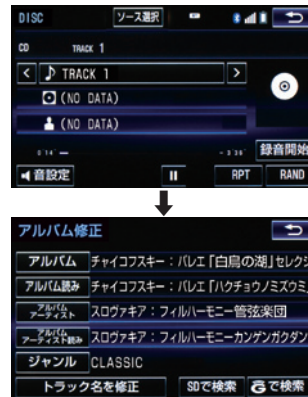 DISC ソース選択
CD TRACK 1
< ♪ TRACK 1 >
(NO DATA)
(NO DATA)
0'14" - 3'38" 録音開始
音設定 II RPT RAND
アルバム修正
アルバム チャイコフスキー：バレエ「白鳥の湖」セレクシ
アルバム読み チャイコフスキー：バレエ「ハクチョウノミズウミ
アルバムアーティスト スロヴァキア：フィルハーモニー管弦楽団
アルバムアーティスト読み スロヴァキア：フィルハーモニーカンゲンガクダン
ジャンル CLASSIC
トラック名を修正 SDで検索 Gで検索